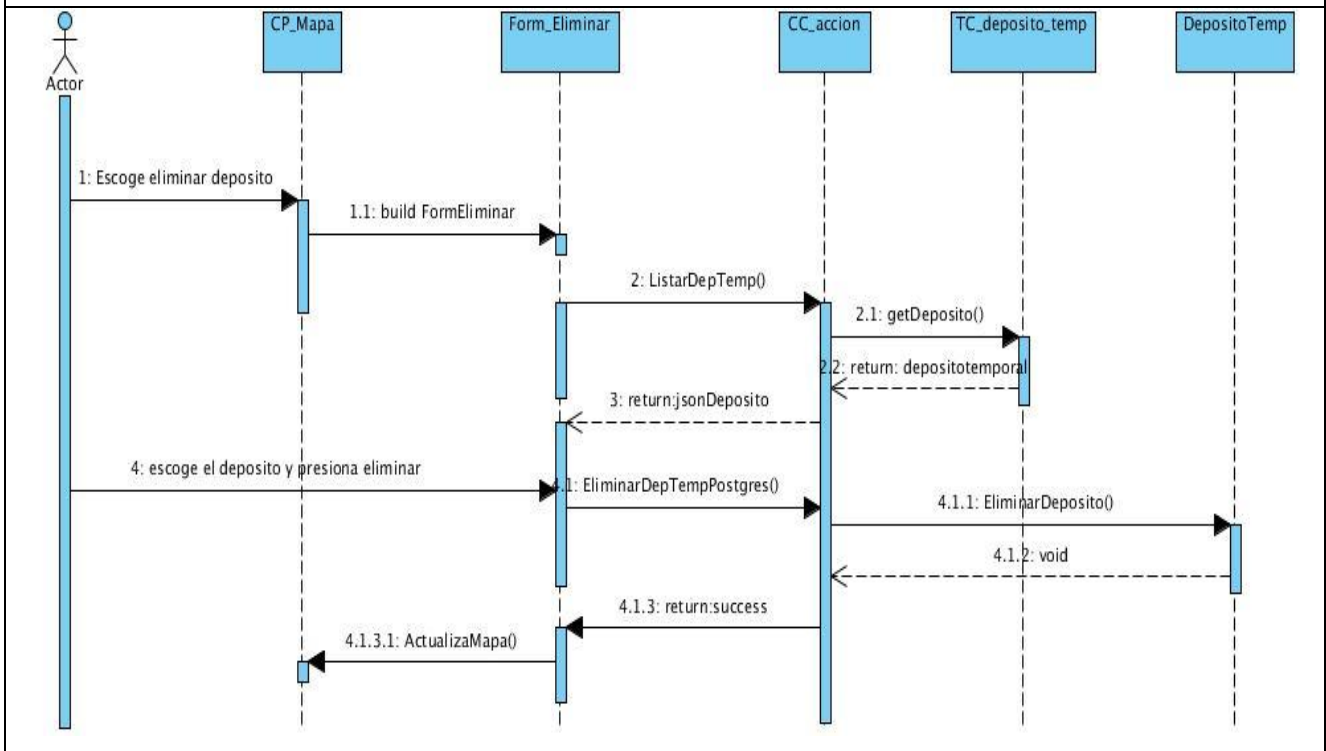 CP_Mapa
Form_Eliminar
CC_accion
TC_deposito_temp
DepositoTemp
Actor
1: Escoge eliminar deposito
1.1: build FormEliminar
2: ListarDepTemp()
2.1: getDeposito()
2.2: return: depositotemporal
3: return:jsonDeposito
4: escoge el deposito y presiona eliminar
4.1: EliminarDepTempPostgres()
4.1.1: EliminarDeposito()
4.1.2: void
4.1.3: return:success
4.1.3.1: ActualizaMapa()